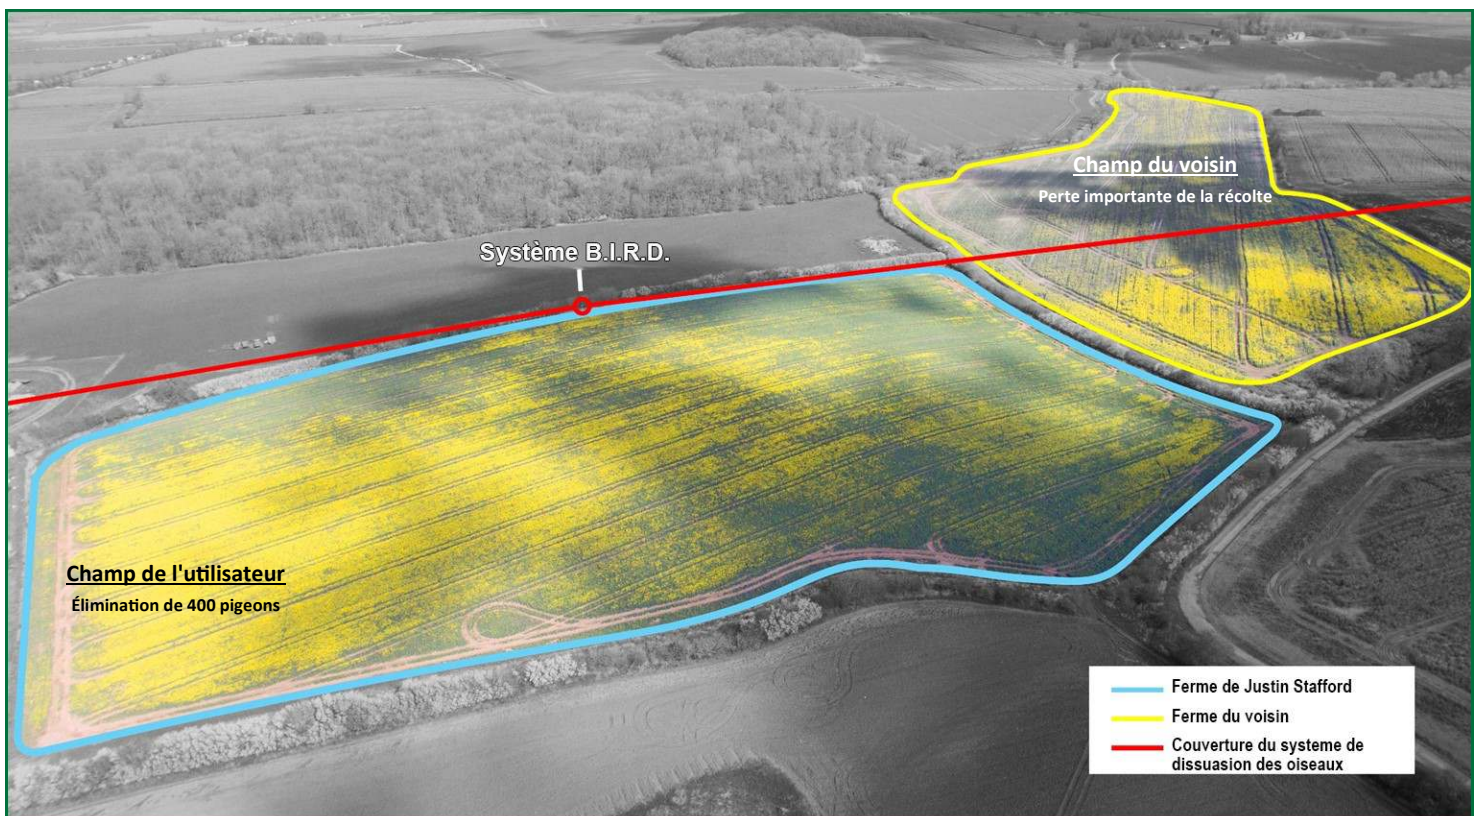 Champ du voisin
Perte importante de la récolte
Système B.I.R.D.
Champ de l'utilisateur
Élimination de 400 pigeons
Ferme de Justin Stafford
Ferme du voisin
Couverture du systeme de
dissuasion des oiseaux